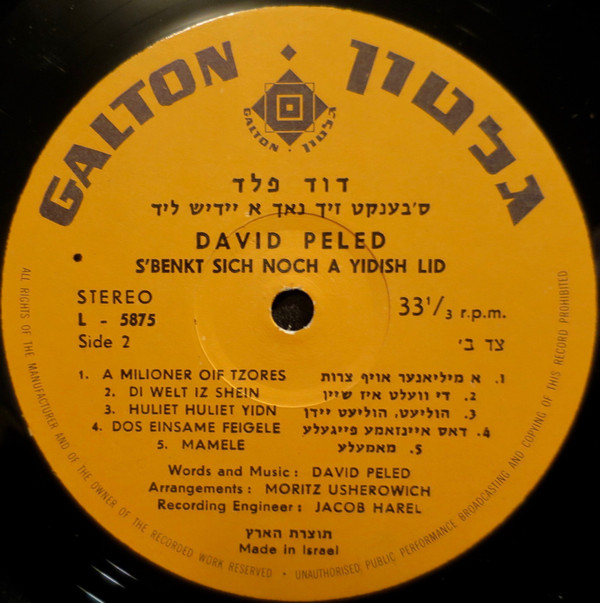 GALTON · גלטון
GALTON · גלטון
דוד פלד
ס׳בענקט זיך נאך א יידיש ליד
DAVID PELED
S'BENKT SICH NOCH A YIDISH LID
STEREO
L - 5875
Side 2
33 1/3 r.p.m.
צד ב׳
1. A MILIONER OIF TZORES
1. א מיליאנער אויף צרות
2. DI WELT IZ SHEIN
2. די וועלט איז שיין
3. HULIET HULIET YIDN
3. הוליעט, הוליעט יידן
4. DOS EINSAME FEIGELE
4. דאס איינזאמע פייגעלע
5. MAMELE
5. מאמעלע
Words and Music: DAVID PELED
Arrangements: MORITZ USHEROWICH
Recording Engineer: JACOB HAREL
תוצרת הארץ
Made in Israel
ALL RIGHTS OF THE MANUFACTURER AND OF THE OWNER OF THE RECORDED WORK RESERVED · UNAUTHORISED PUBLIC PERFORMANCE BROADCASTING AND COPYING OF THIS RECORD PROHIBITED